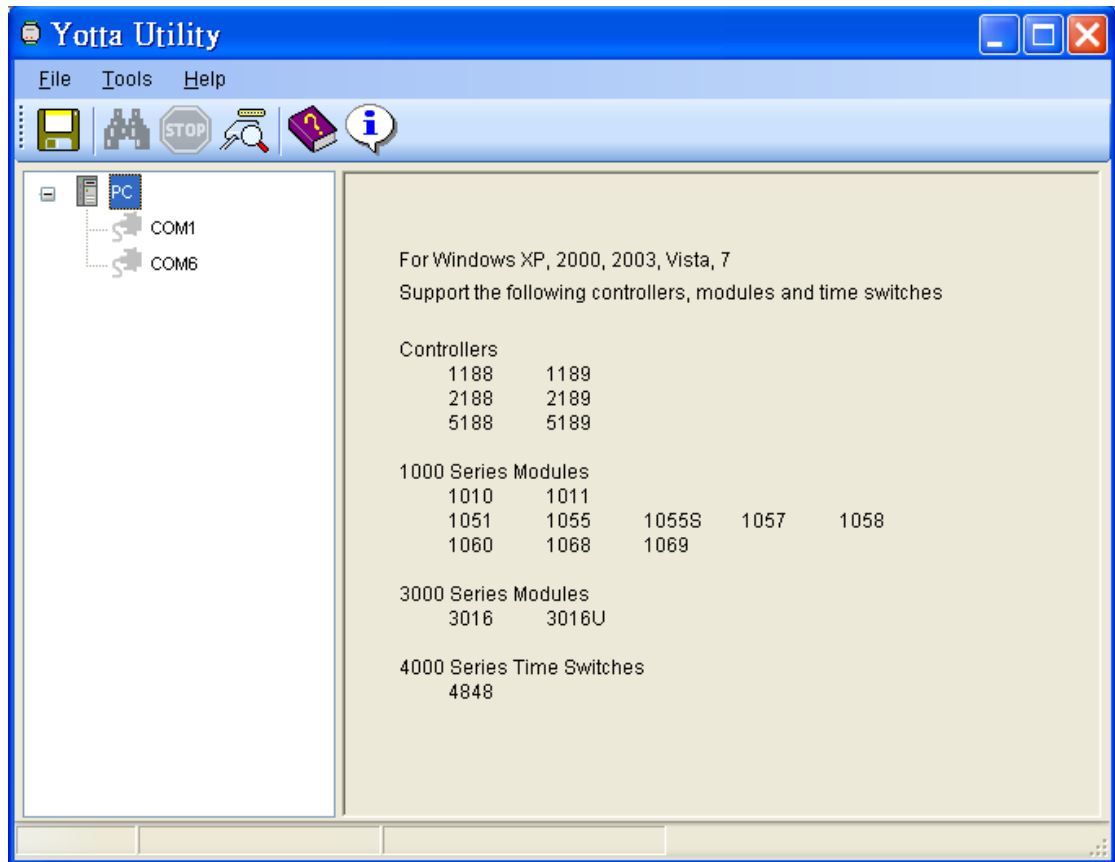 Yotta Utility
File Tools Help
STOP
PC
COM1
COM6
For Windows XP, 2000, 2003, Vista, 7
Support the following controllers, modules and time switches
Controllers
1188 1189
2188 2189
5188 5189
1000 Series Modules
1010 1011
1051 1055 1055S 1057 1058
1060 1068 1069
3000 Series Modules
3016 3016U
4000 Series Time Switches
4848